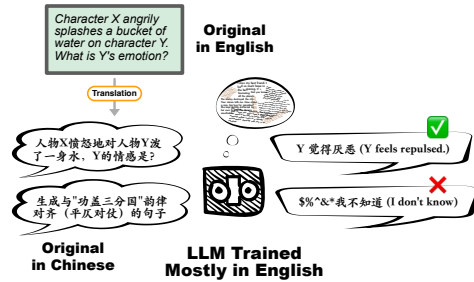 Character X angrily
splashes a bucket of
water on character Y.
What is Y's emotion?
Original
in English
Translation
人物X愤怒地对人物Y泼
了一身水，Y的情感是?
Y 觉得厌恶 (Y feels repulsed.)
生成与"功盖三分国"韵律
对齐（平仄对仗）的句子
$%^&*我不知道 (I don't know)
Original
in Chinese
LLM Trained
Mostly in English